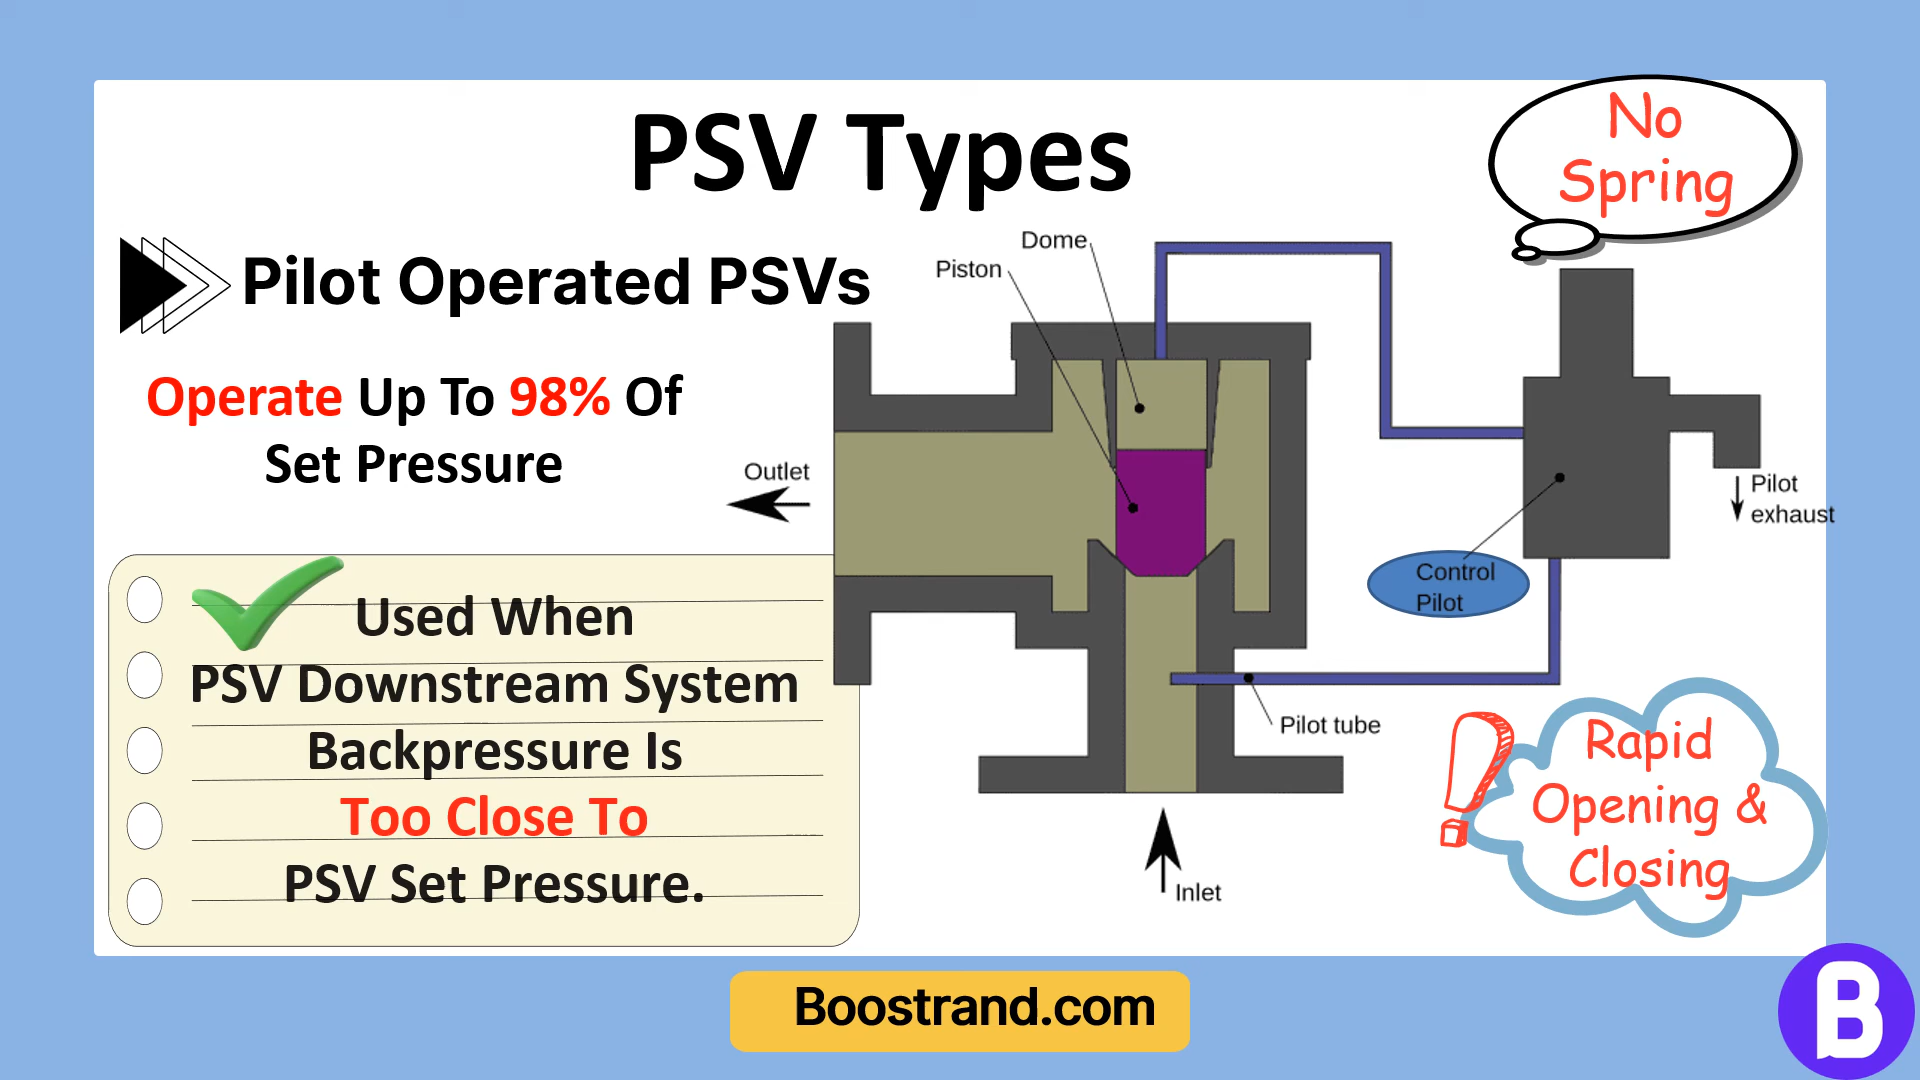 PSV Types
No
Spring
Pilot Operated PSVs
Operate Up To 98% Of
Set Pressure
Dome
Piston
Outlet
Pilot
exhaust
Control
Pilot
Pilot tube
Inlet
Used When
PSV Downstream System
Backpressure Is
Too Close To
PSV Set Pressure.
Rapid
Opening &
Closing
Boostrand.com
B